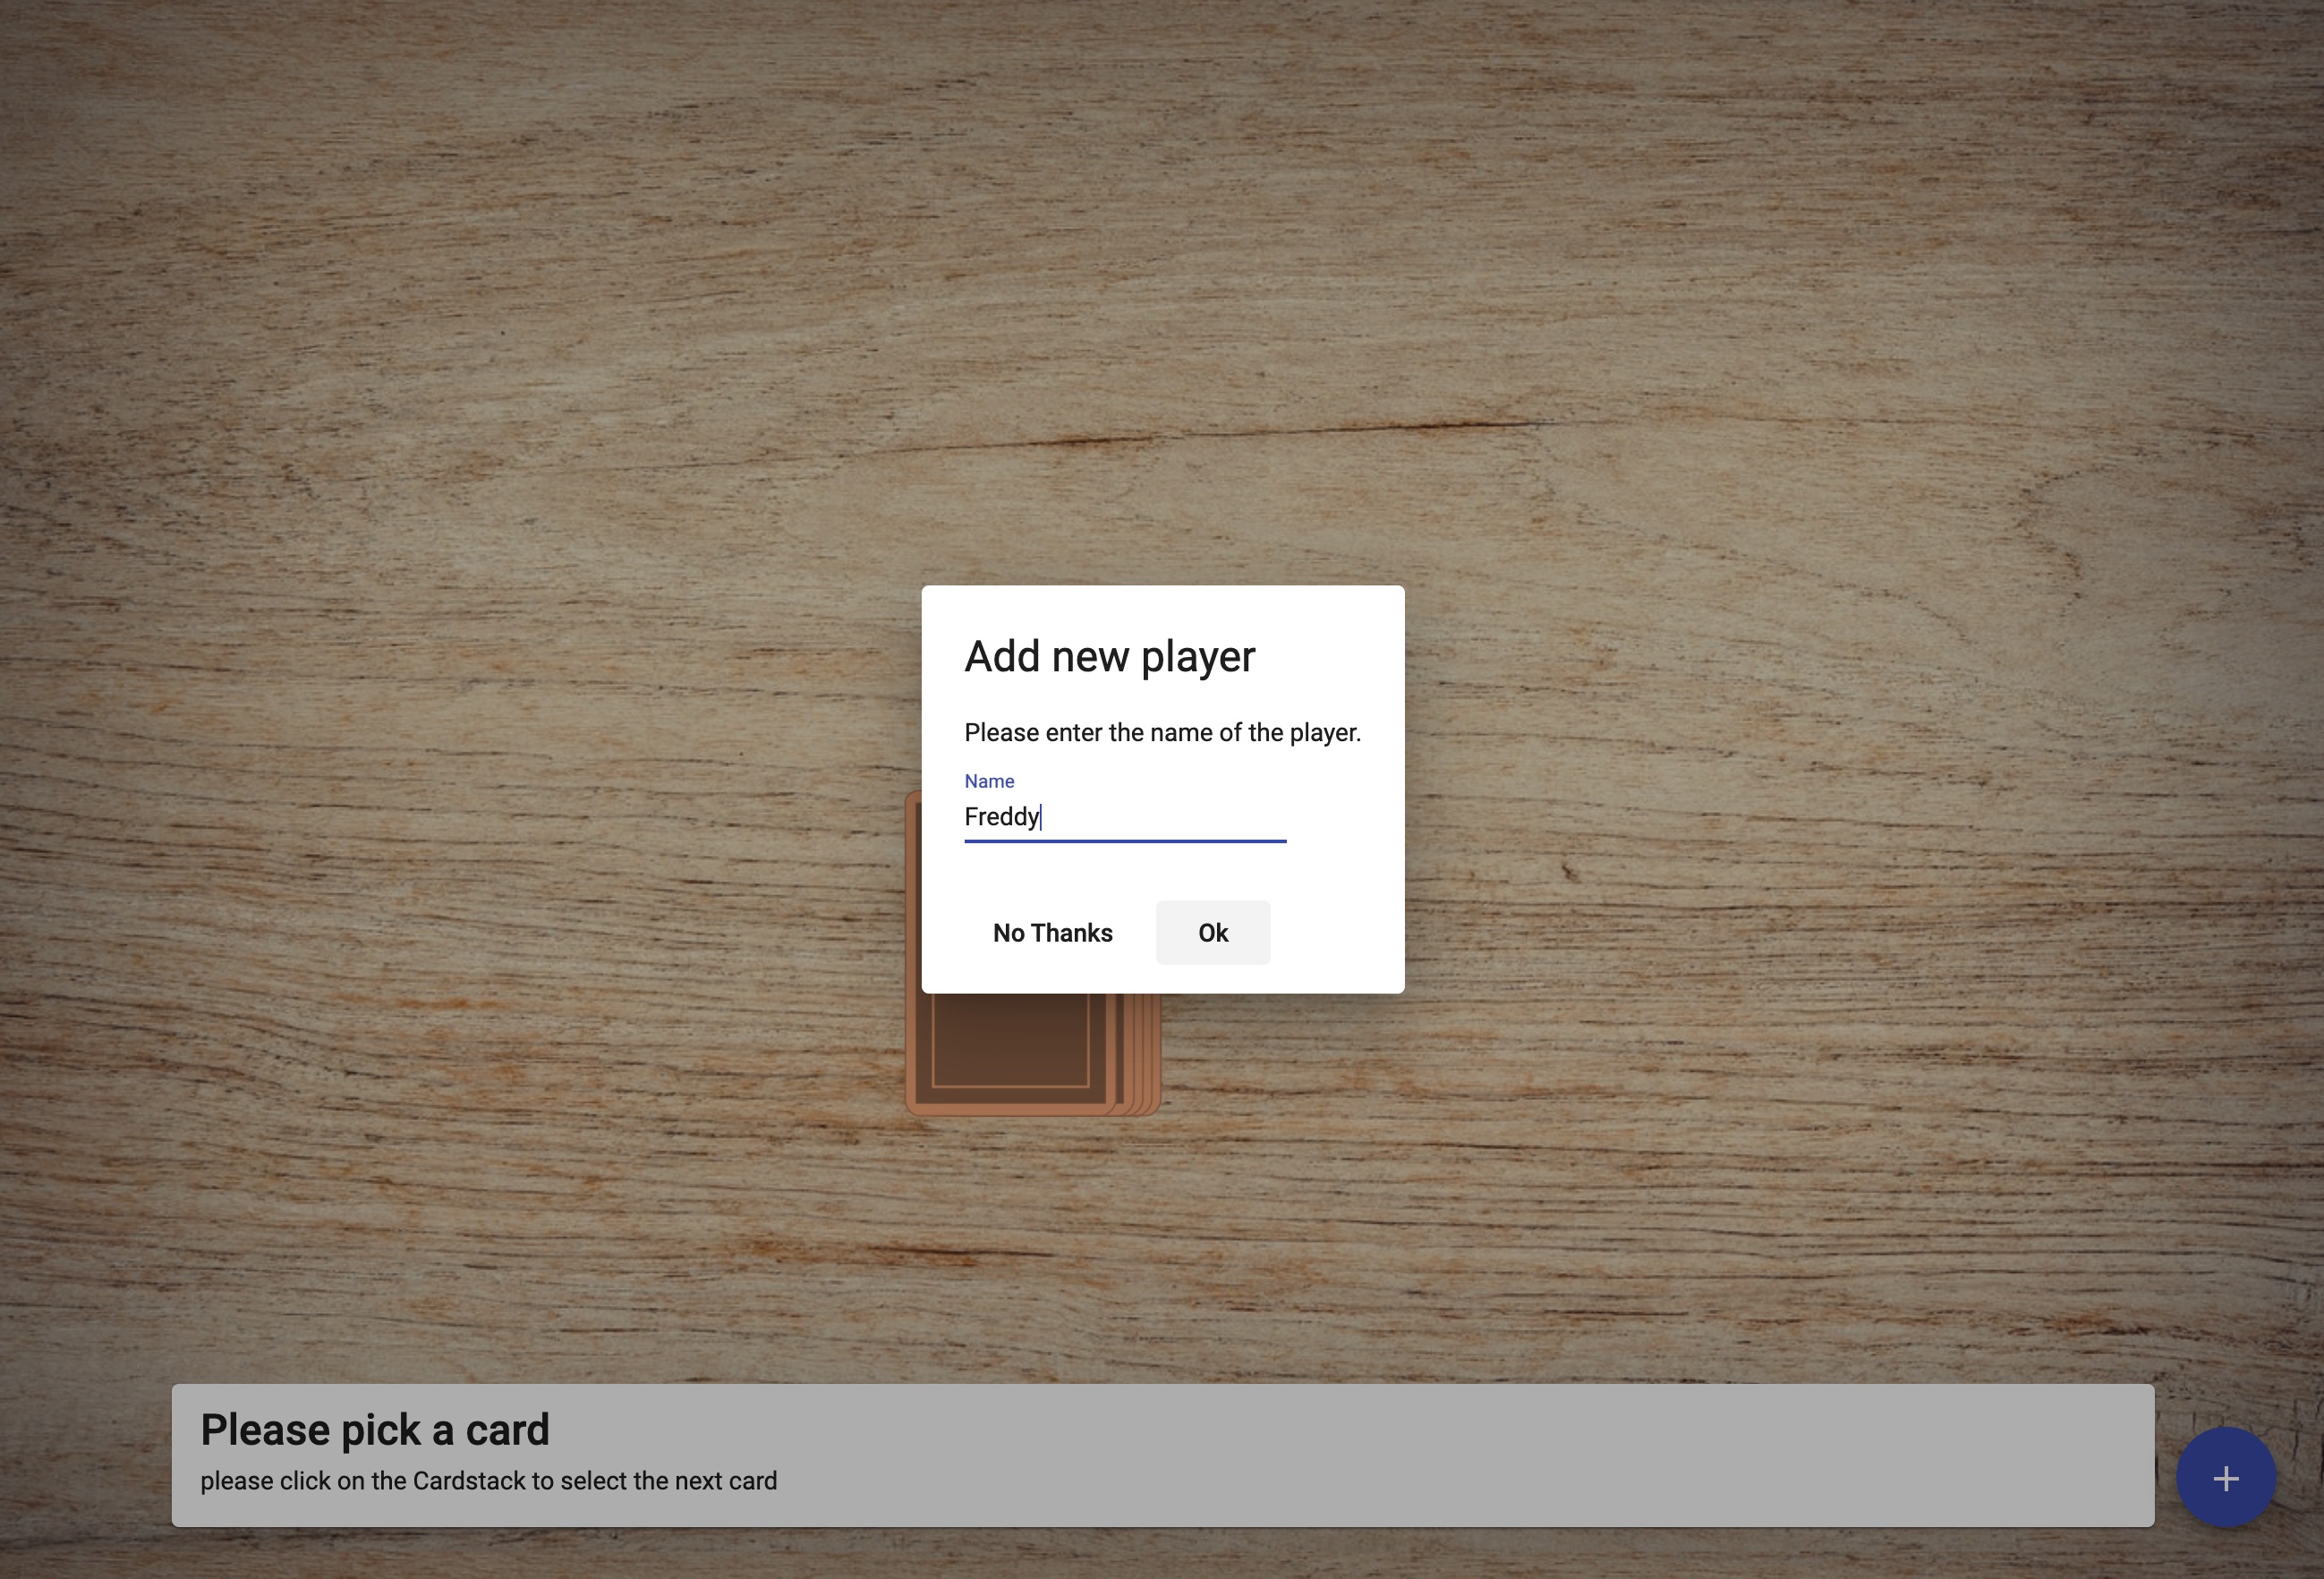 Add new player
Please enter the name of the player.
Name
Freddy
No Thanks
Ok
Please pick a card
please click on the Cardstack to select the next card
+